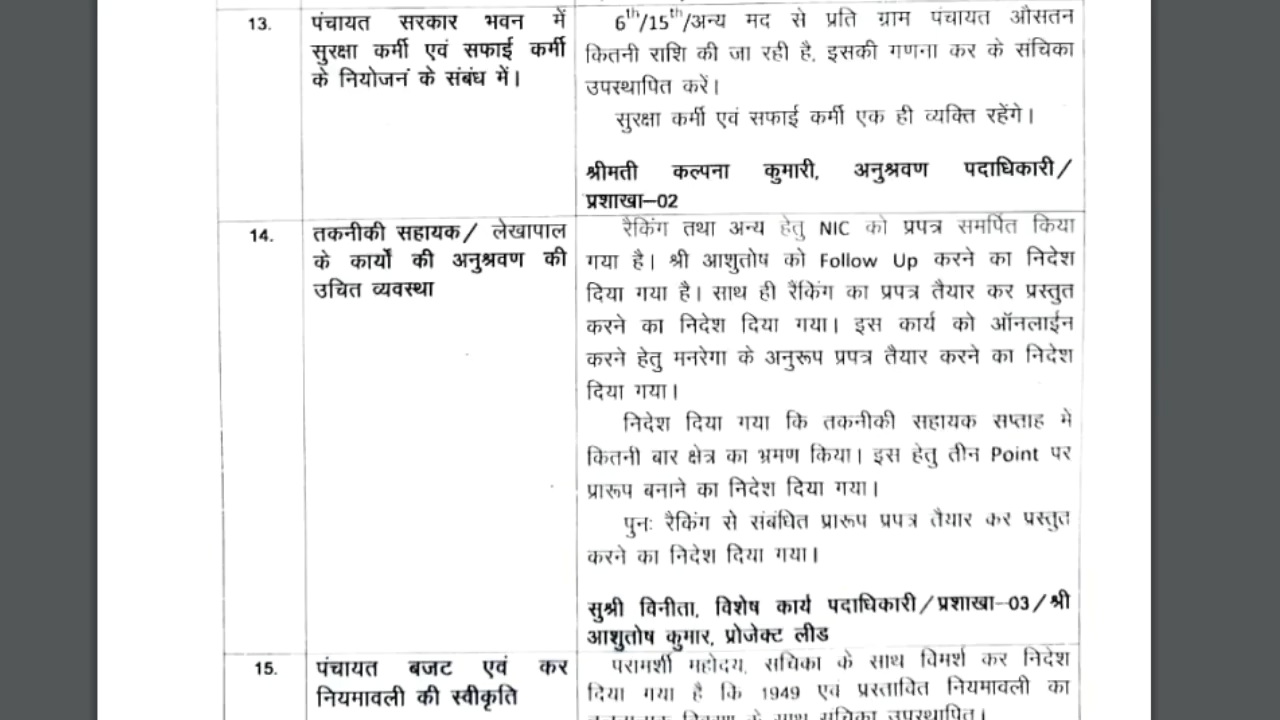 13.
पंचायत सरकार भवन में
सुरक्षा कर्मी एवं सफाई कर्मी
के नियोजन के संबंध में।
6th/15th/अन्य मद से प्रति ग्राम पंचायत औसतन
कितनी राशि की जा रही है, इसकी गणना कर के संचिका
उपस्थापित करें।
सुरक्षा कर्मी एवं सफाई कर्मी एक ही व्यक्ति रहेंगे।
श्रीमती कल्पना कुमारी, अनुश्रवण पदाधिकारी/
प्रशाखा–02
14.
तकनीकी सहायक/ लेखापाल
के कार्यों की अनुश्रवण की
उचित व्यवस्था
रैकिंग तथा अन्य हेतु NIC को प्रपत्र समर्पित किया
गया है। श्री आशुतोष को Follow Up करने का निदेश
दिया गया है। साथ ही रैंकिंग का प्रपत्र तैयार कर प्रस्तुत
करने का निदेश दिया गया। इस कार्य को ऑनलाईन
करने हेतु मनरेगा के अनुरूप प्रपत्र तैयार करने का निदेश
दिया गया।
निदेश दिया गया कि तकनीकी सहायक सप्ताह मे
कितनी बार क्षेत्र का भ्रमण किया। इस हेतु तीन Point पर
प्रारूप बनाने का निदेश दिया गया।
पुनः रैकिंग से संबंधित प्रारूप प्रपत्र तैयार कर प्रस्तुत
करने का निदेश दिया गया।
सुश्री विनीता, विशेष कार्य पदाधिकारी/प्रशाखा–03/श्री
आशुतोष कुमार, प्रोजेक्ट लीड
15.
पंचायत बजट एवं कर
नियमावली की स्वीकृति
परामर्शी महोदय, सचिका के साथ विमर्श कर निदेश
दिया गया है कि 1949 एवं प्रस्तावित नियमावली का
के साथ संचिका उपस्थापित।